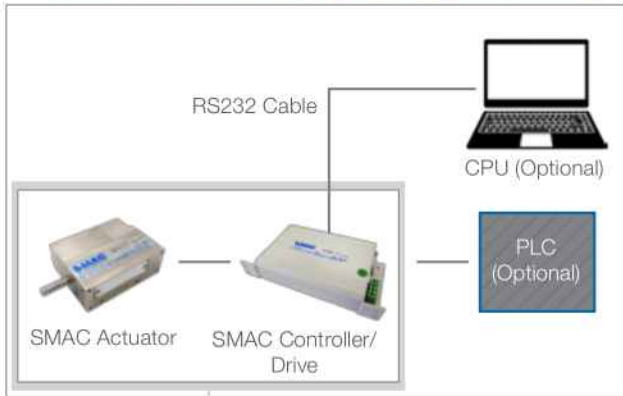 RS232 Cable
CPU (Optional)
PLC
(Optional)
SMAC Actuator
SMAC Controller/
Drive